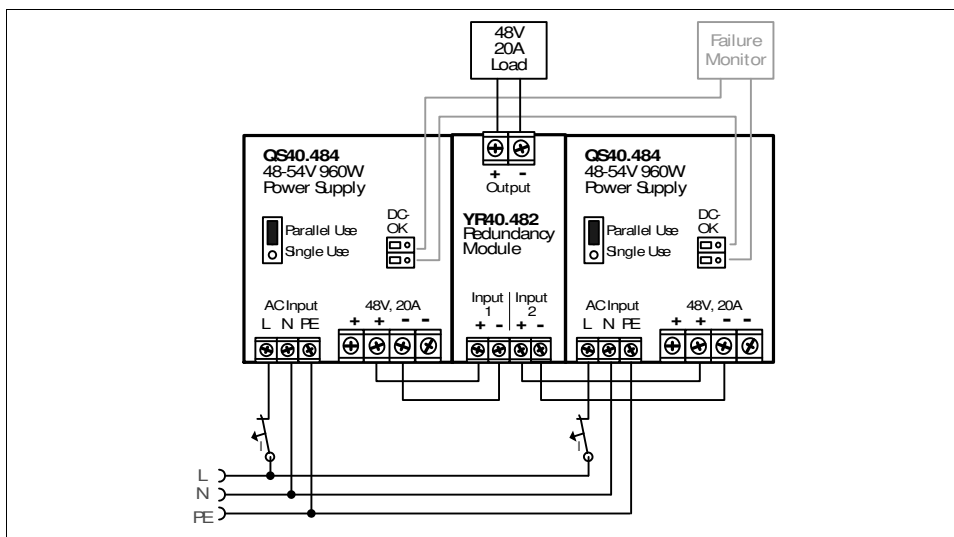 48V
20A
Load
Failure
Monitor
QS40.484
48-54V 960W
Power Supply
Parallel Use
Single Use
DC-
OK
AC Input
L N PE
48V, 20A
+ + - -
+ -
Output
YR40.482
Redundancy
Module
Input
1
Input
2
+ - + -
QS40.484
48-54V 960W
Power Supply
Parallel Use
Single Use
DC-
OK
AC Input
L N PE
48V, 20A
+ + - -
I
I
L
N
PE